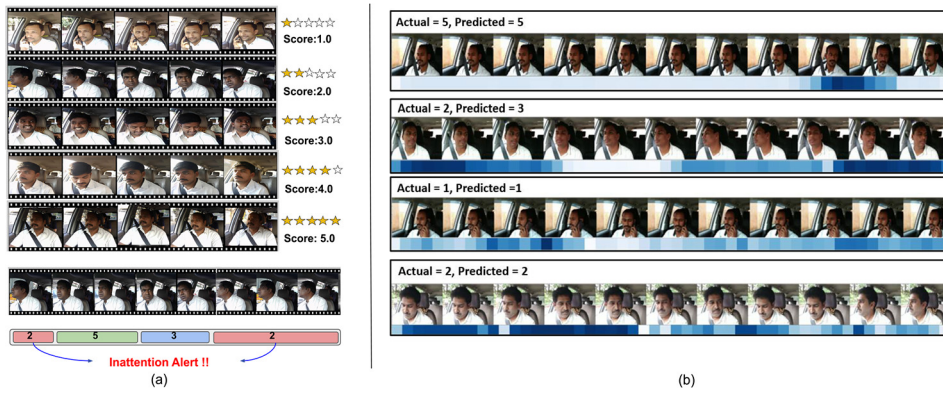 Score:1.0
Score:2.0
Score:3.0
Score:4.0
Score: 5.0
2 5 3 2
Inattention Alert !!
(a)
Actual = 5, Predicted = 5
Actual = 2, Predicted = 3
Actual = 1, Predicted =1
Actual = 2, Predicted = 2
(b)